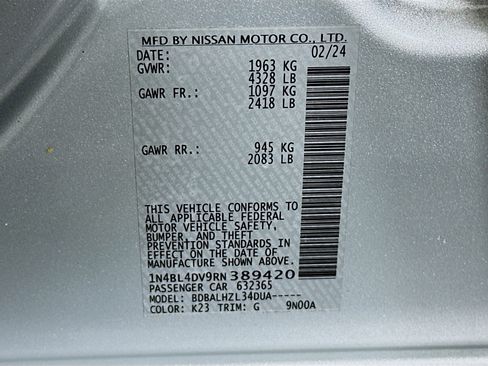 MFD BY NISSAN MOTOR CO., LTD.
DATE: 02/24
GVWR: 1963 KG
4328 LB
GAWR FR.: 1097 KG
2418 LB
GAWR RR.: 945 KG
2083 LB
THIS VEHICLE CONFORMS TO
ALL APPLICABLE FEDERAL
MOTOR VEHICLE SAFETY,
BUMPER, AND THEFT
PREVENTION STANDARDS IN
EFFECT ON THE DATE OF
MANUFACTURE SHOWN ABOVE.
1N4BL4DV9RN389420
PASSENGER CAR 632365
MODEL: BDBALHZL34DUA-----
COLOR: K23 TRIM: G 9N00A